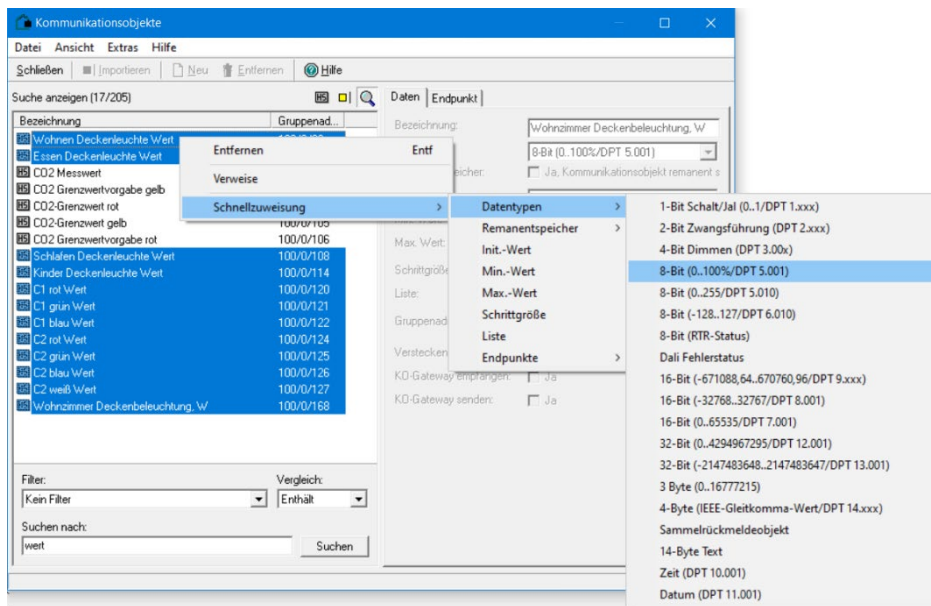 Kommunikationsobjekte
Datei Ansicht Extras Hilfe
Schließen Importieren Neu Entfernen Hilfe
Suche anzeigen (17/205)
Bezeichnung Gruppenad...
Wohnen Deckenleuchte Wert
Essen Deckenleuchte Wert
CO2 Messwert
CO2 Grenzwertvorgabe gelb
CO2-Grenzwert rot
CO2-Grenzwert gelb 100/0/105
CO2 Grenzwertvorgabe rot 100/0/106
Schlafen Deckenleuchte Wert 100/0/108
Kinder Deckenleuchte Wert 100/0/114
C1 rot Wert 100/0/120
C1 grün Wert 100/0/121
C1 blau Wert 100/0/122
C2 rot Wert 100/0/124
C2 grün Wert 100/0/125
C2 blau Wert 100/0/126
C2 weiß Wert 100/0/127
Wohnzimmer Deckenbeleuchtung, W 100/0/168
Filter: Vergleich:
Kein Filter Enthält
Suchen nach:
wert Suchen
Entfernen Entf
Verweise
Schnellzuweisung
Daten Endpunkt
Bezeichnung: Wohnzimmer Deckenbeleuchtung, W
8-Bit (0..100%/DPT 5.001)
eicher: Ja, Kommunikationsobjekt remanent s
Max. Wert:
Schrittgröße
Liste:
Gruppenad
Verstecken
KO-Gateway empfangen: Ja
KO-Gateway senden: Ja
Datentypen
Remanentspeicher
Init.-Wert
Min.-Wert
Max.-Wert
Schrittgröße
Liste
Endpunkte
1-Bit Schalt/Jal (0..1/DPT 1.xxx)
2-Bit Zwangsführung (DPT 2.xxx)
4-Bit Dimmen (DPT 3.00x)
8-Bit (0..100%/DPT 5.001)
8-Bit (0..255/DPT 5.010)
8-Bit (-128..127/DPT 6.010)
8-Bit (RTR-Status)
Dali Fehlerstatus
16-Bit (-671088,64..670760,96/DPT 9.xxx)
16-Bit (-32768..32767/DPT 8.001)
16-Bit (0..65535/DPT 7.001)
32-Bit (0..4294967295/DPT 12.001)
32-Bit (-2147483648..2147483647/DPT 13.001)
3 Byte (0..16777215)
4-Byte (IEEE-Gleitkomma-Wert/DPT 14.xxx)
Sammelrückmeldeobjekt
14-Byte Text
Zeit (DPT 10.001)
Datum (DPT 11.001)